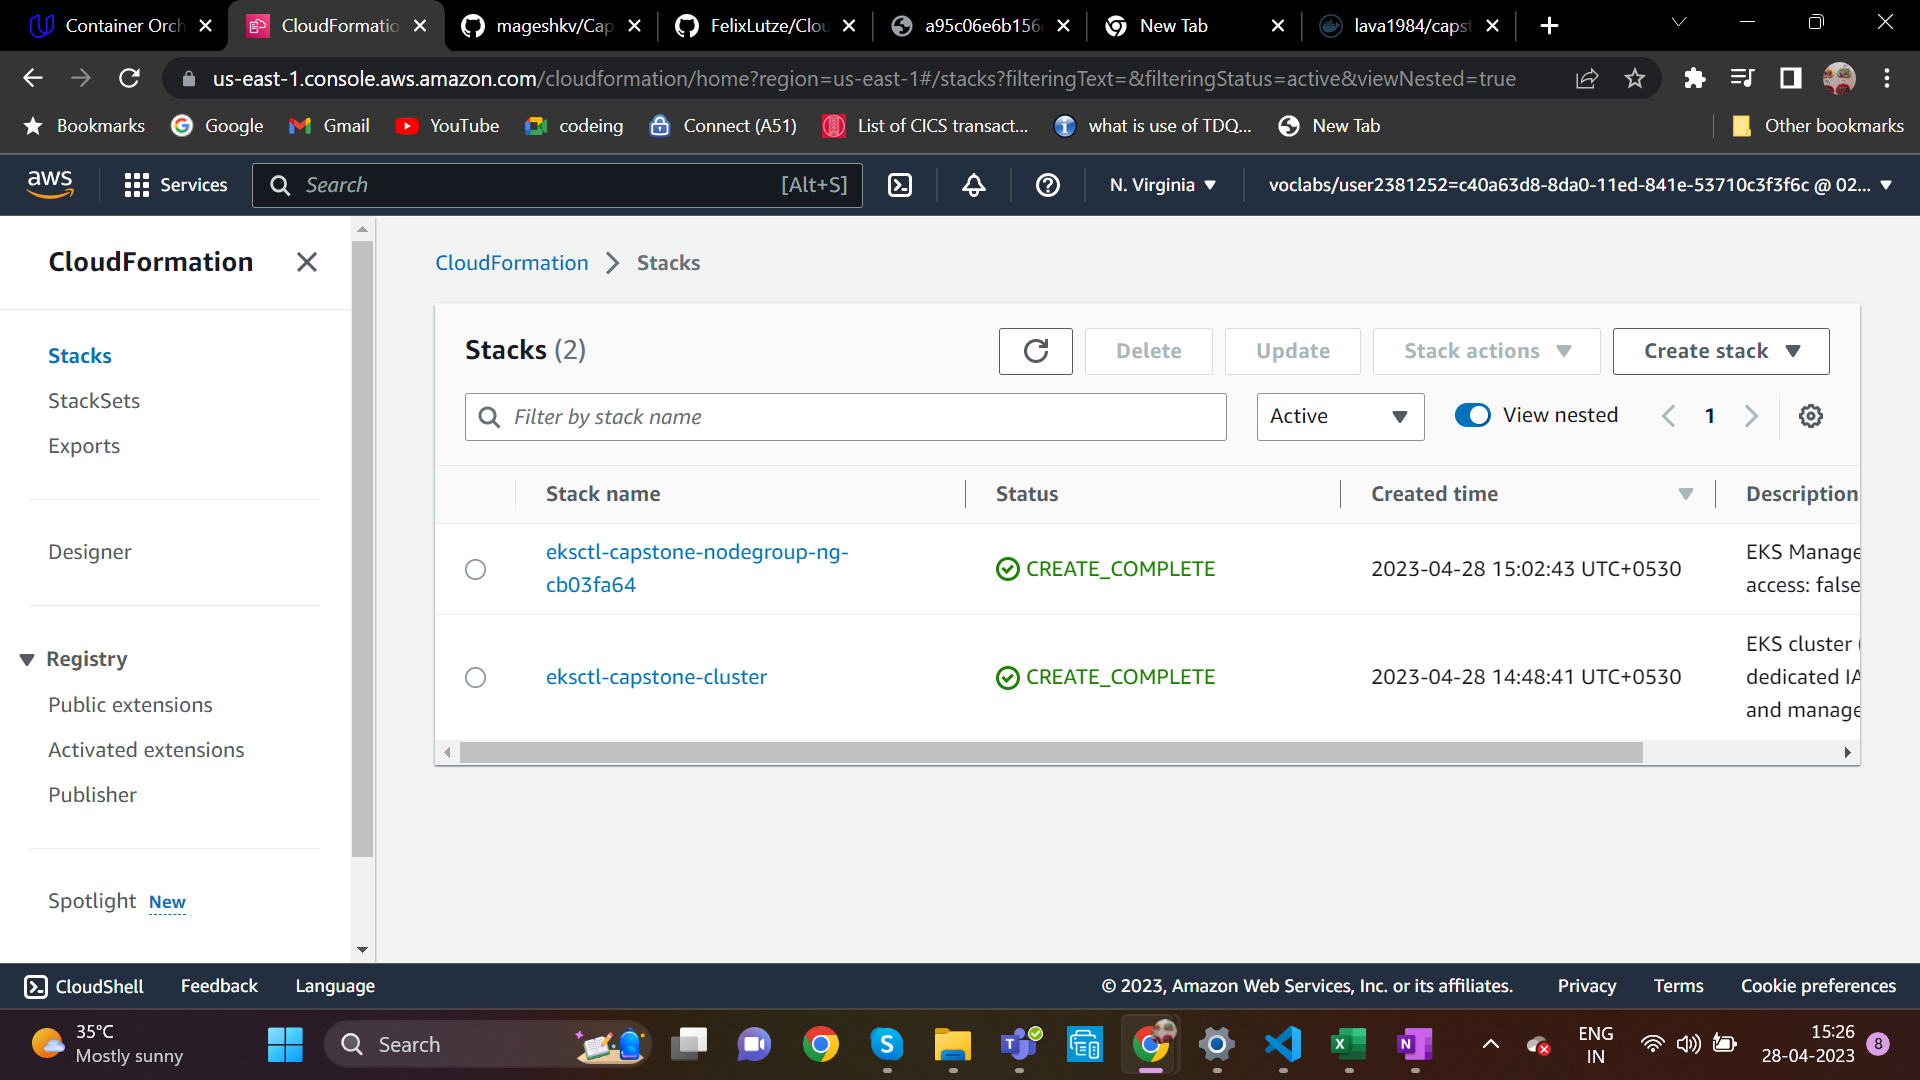 Container Orch
CloudFormatio
mageshkv/Cap
FelixLutze/Clou
a95c06e6b156
New Tab
lava1984/capst
us-east-1.console.aws.amazon.com/cloudformation/home?region=us-east-1#/stacks?filteringText=&filteringStatus=active&viewNested=true
Bookmarks
Google
Gmail
YouTube
codeing
Connect (A51)
List of CICS transact...
what is use of TDQ...
New Tab
Other bookmarks
aws
Services
Search
[Alt+S]
N. Virginia
voclabs/user2381252=c40a63d8-8da0-11ed-841e-53710c3f3f6c @ 02...
CloudFormation
Stacks
StackSets
Exports
Designer
Registry
Public extensions
Activated extensions
Publisher
Spotlight New
CloudFormation > Stacks
Stacks (2)
Delete
Update
Stack actions
Create stack
Filter by stack name
Active
View nested
1
Stack name
Status
Created time
Description
eksctl-capstone-nodegroup-ng-
cb03fa64
CREATE_COMPLETE
2023-04-28 15:02:43 UTC+0530
EKS Manage
access: false
eksctl-capstone-cluster
CREATE_COMPLETE
2023-04-28 14:48:41 UTC+0530
EKS cluster (
dedicated IA
and manage
CloudShell
Feedback
Language
© 2023, Amazon Web Services, Inc. or its affiliates.
Privacy
Terms
Cookie preferences
35°C
Mostly sunny
Search
ENG
IN
15:26
28-04-2023
8